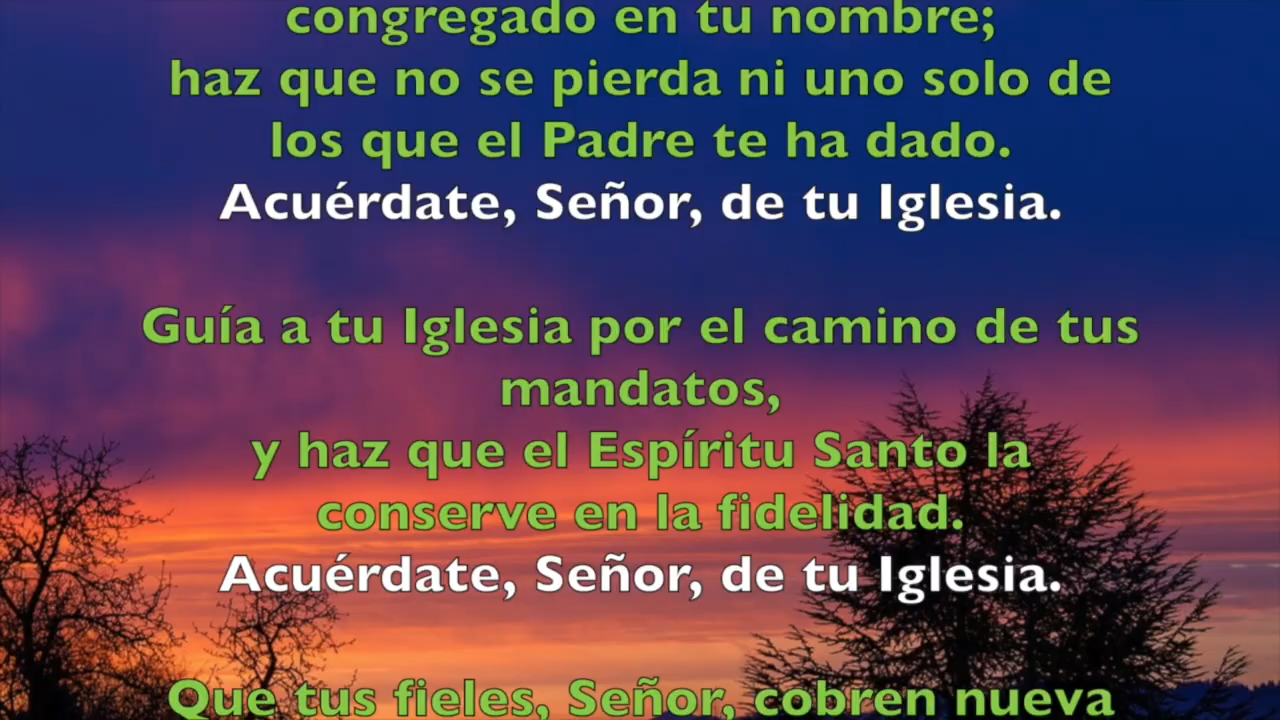 congregado en tu nombre;
haz que no se pierda ni uno solo de
los que el Padre te ha dado.
Acuérdate, Señor, de tu Iglesia.
Guía a tu Iglesia por el camino de tus
mandatos,
y haz que el Espíritu Santo la
conserve en la fidelidad.
Acuérdate, Señor, de tu Iglesia.
Que tus fieles, Señor, cobren nueva